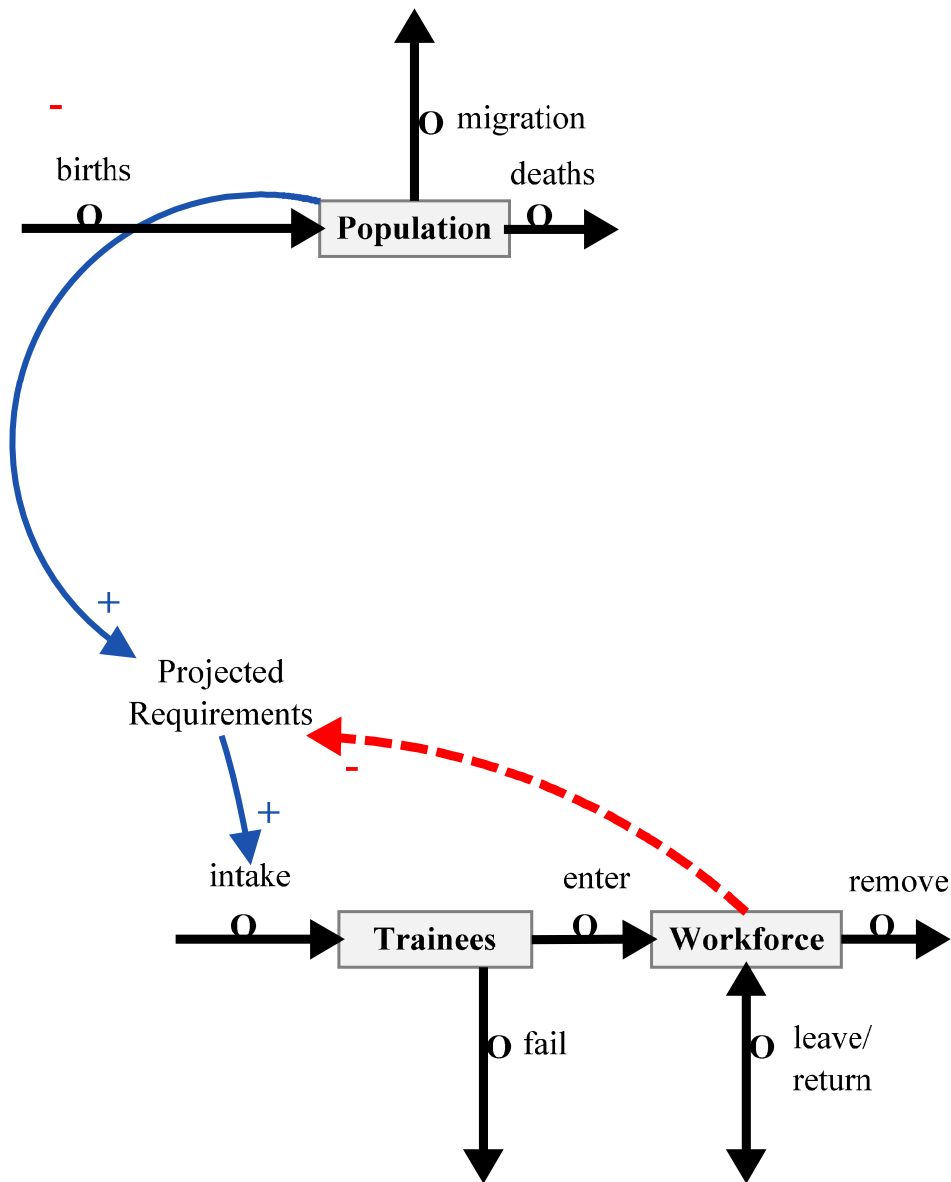 -
O migration
births
deaths
O
O
Population
+
Projected
Requirements
-
+
intake
enter
remove
O
O
O
Trainees
Workforce
O fail
O leave/
return